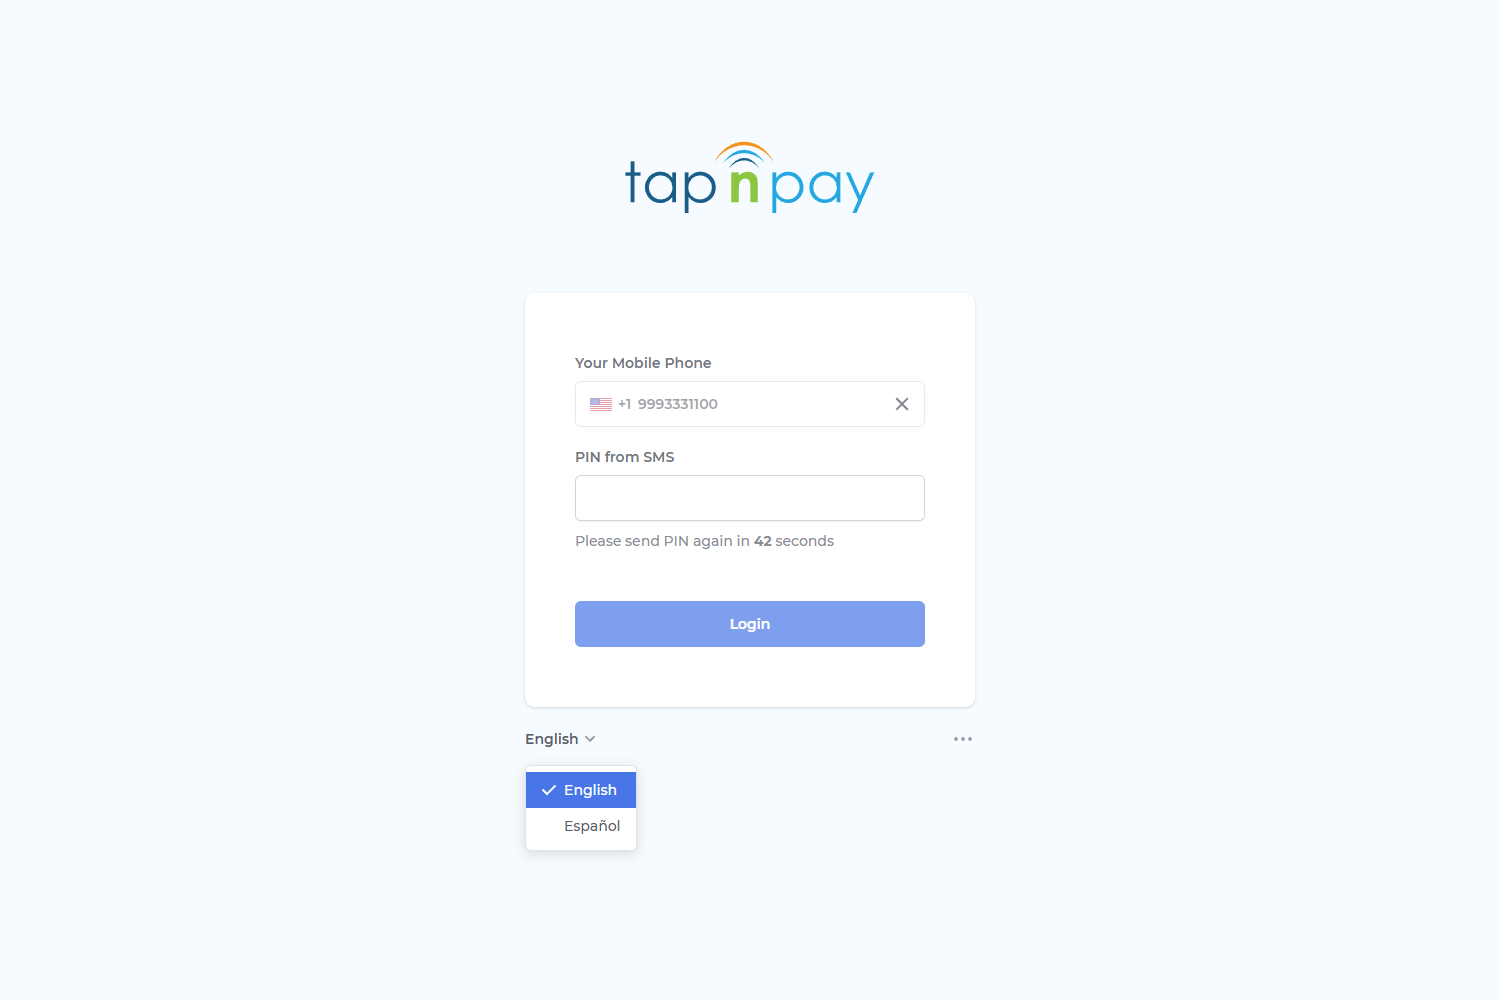 tap n pay
Your Mobile Phone
+1 9993331100
PIN from SMS
Please send PIN again in 42 seconds
Login
English
English
Español